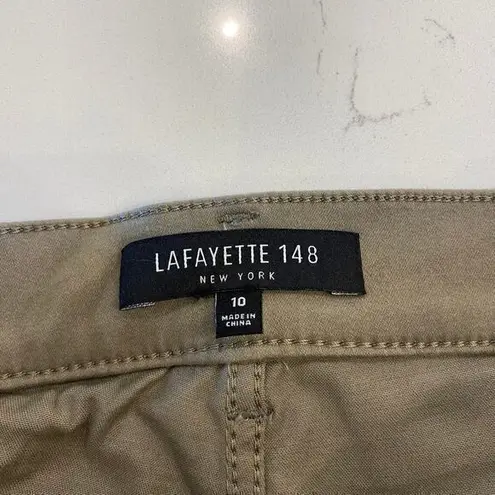 LAFAYETTE 148
NEW YORK
10
MADE IN
CHINA